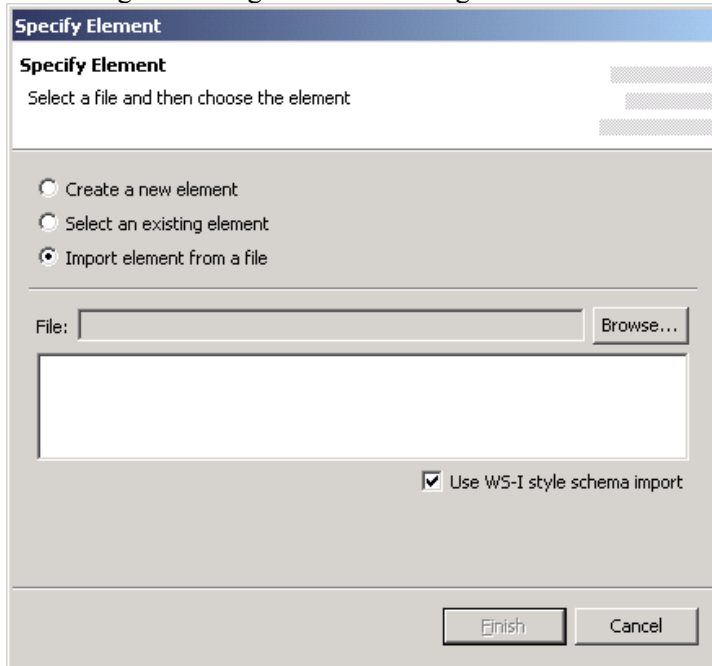 Specify Element
Specify Element
Select a file and then choose the element
Create a new element
Select an existing element
Import element from a file
File: Browse...
Use WS-I style schema import
Finish Cancel